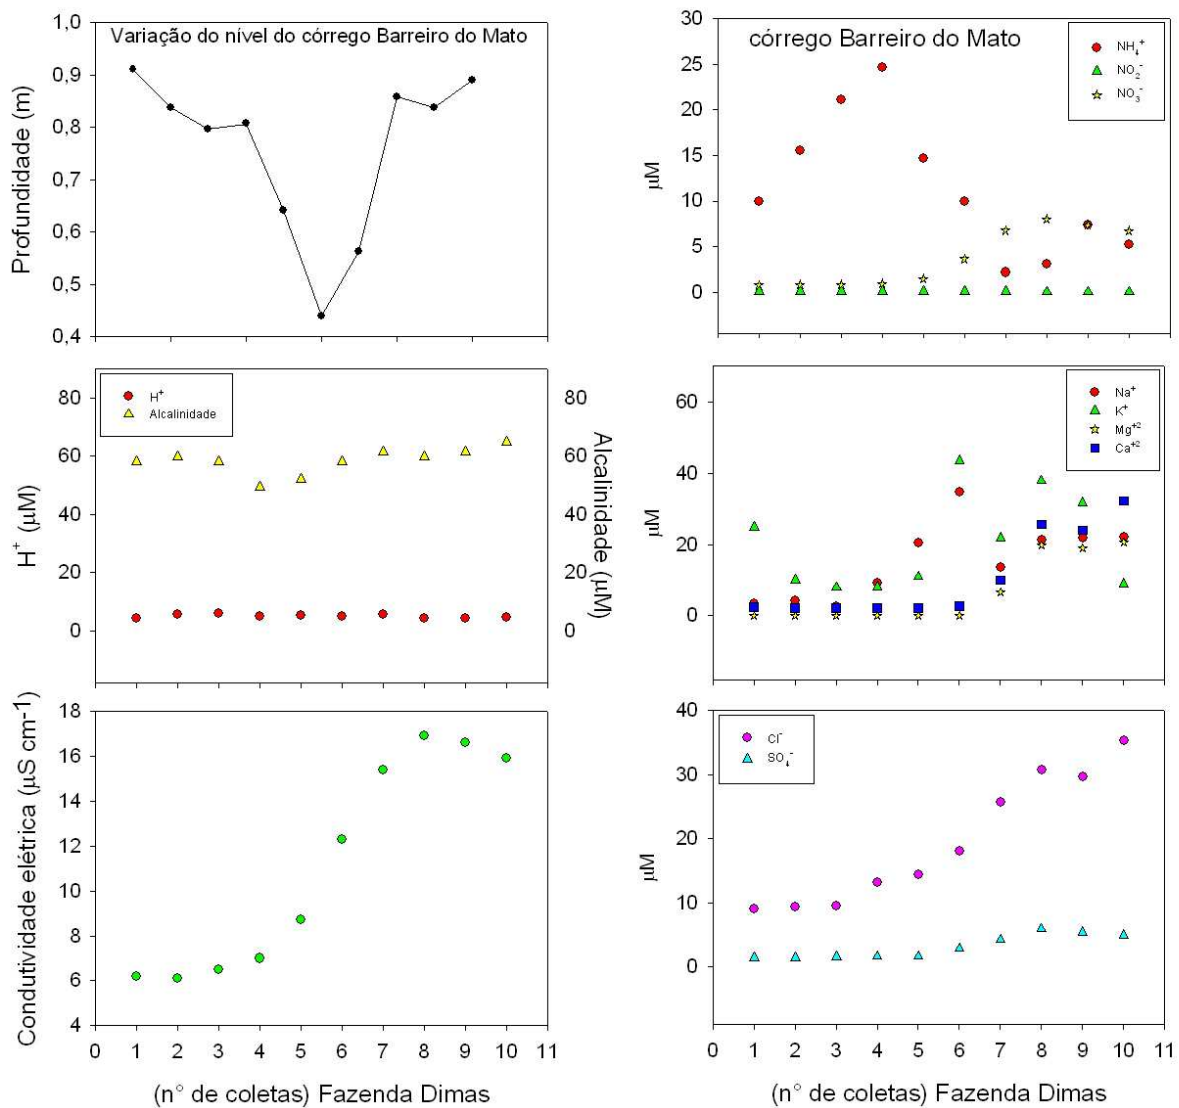 Variação do nível do córrego Barreiro do Mato
Profundidade (m)
1,0
0,9
0,8
0,7
0,6
0,5
0,4
córrego Barreiro do Mato
NH₄⁺
NO₂⁻
NO₃⁻
µM
30
25
20
15
10
5
0
H⁺
Alcalinidade
H⁺ (µM)
80
60
40
20
0
80
60
40
20
0
Alcalinidade (µM)
Na⁺
K⁺
Mg⁺²
Ca⁺²
µM
60
40
20
0
Condutividade elétrica (µS cm⁻¹)
18
16
14
12
10
8
6
4
0 1 2 3 4 5 6 7 8 9 10 11
(n° de coletas) Fazenda Dimas
Cl⁻
SO₄⁻
µM
40
30
20
10
0
0 1 2 3 4 5 6 7 8 9 10 11
(n° de coletas) Fazenda Dimas